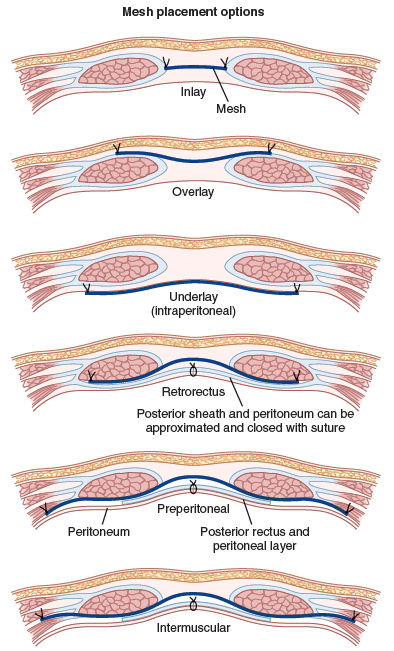 Mesh placement options
Inlay
Mesh
Overlay
Underlay
(intraperitoneal)
Retrorectus
Posterior sheath and peritoneum can be
approximated and closed with suture
Preperitoneal
Peritoneum
Posterior rectus and
peritoneal layer
Intermuscular